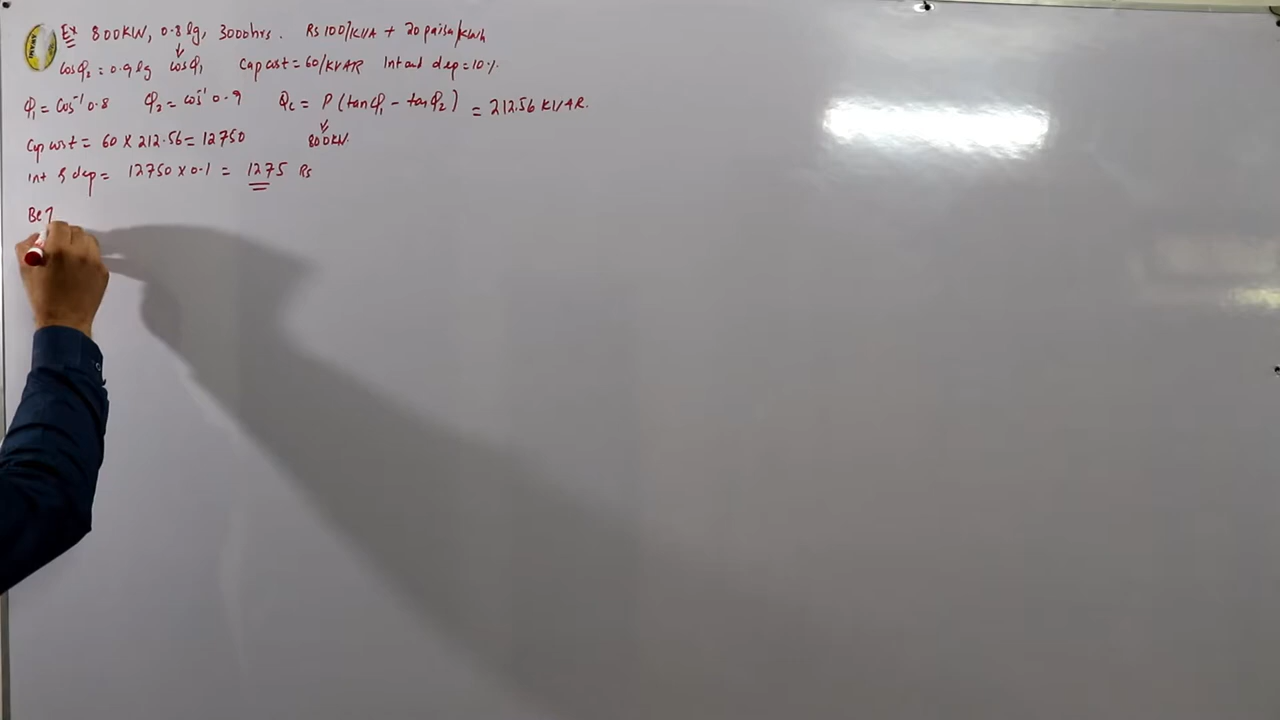 Ex 800KW, 0.8 lg, 3000hrs. Rs 100/KVA + 20 paisa/kwh
cosφ2 = 0.9 lg cosφ1 Cap cost = 60/KVAR Int and dep = 10%.
φ1 = cos⁻¹ 0.8 φ2 = cos⁻¹ 0.9 Qc = P (tanφ1 - tanφ2) = 212.56 KVAR.
800KW.
Cap cost = 60 x 212.56 = 12750
Int & dep = 12750 x 0.1 = 1275 Rs
Bef